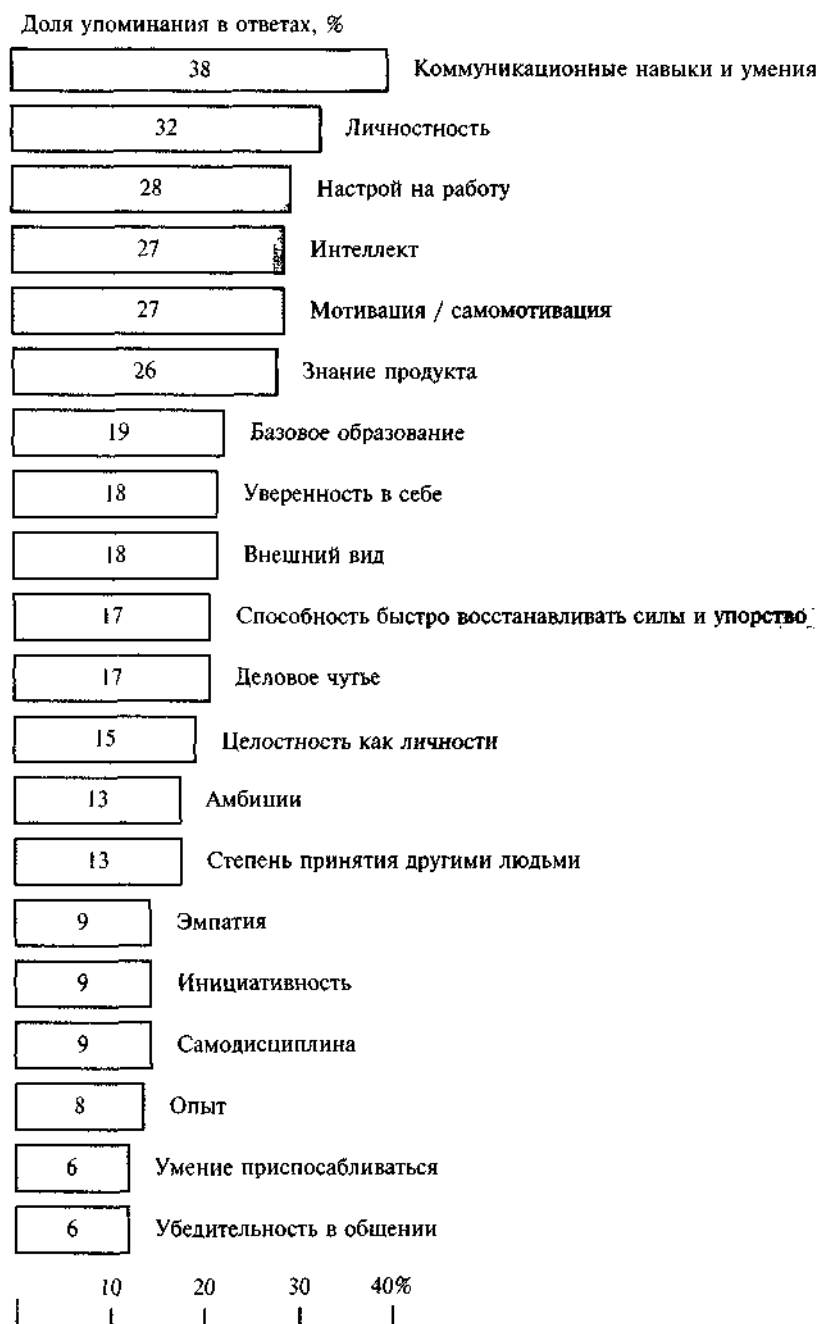 Доля упоминания в ответах, %
38 Коммуникационные навыки и умения
32 Личностность
28 Настрой на работу
27 Интеллект
27 Мотивация / самомотивация
26 Знание продукта
19 Базовое образование
18 Уверенность в себе
18 Внешний вид
17 Способность быстро восстанавливать силы и упорство
17 Деловое чутье
15 Целостность как личности
13 Амбиции
13 Степень принятия другими людьми
9 Эмпатия
9 Инициативность
9 Самодисциплина
8 Опыт
6 Умение приспосабливаться
6 Убедительность в общении
10 20 30 40%